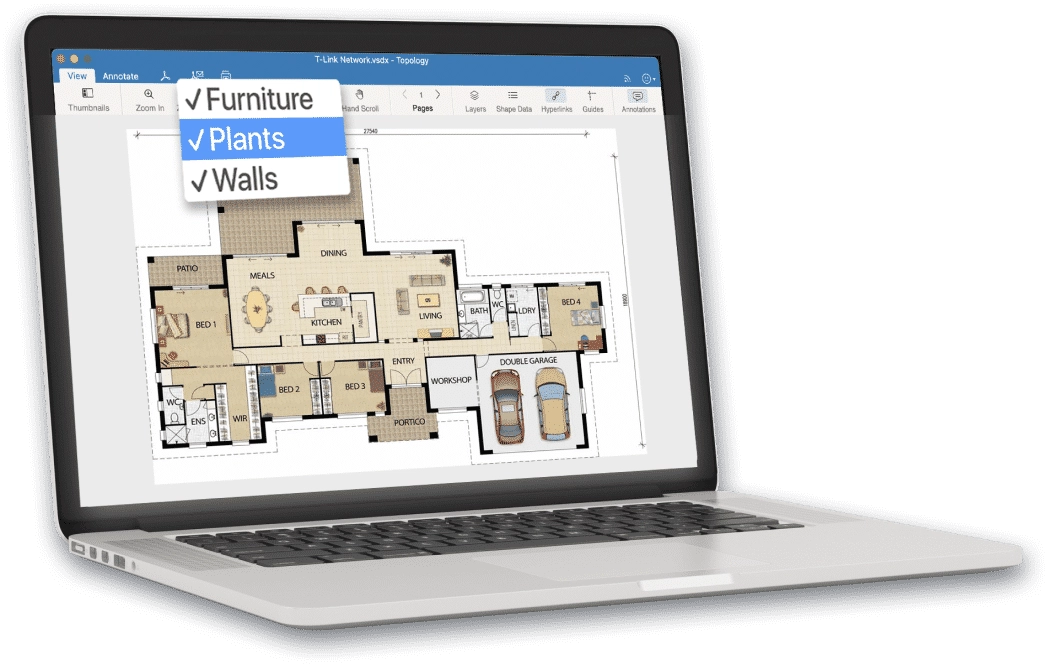 T-Link Network.vsdx - Topology
View Annotate
✓Furniture
✓Plants
✓Walls
Thumbnails
Zoom In
Hand Scroll
1
Pages
Layers
Shape Data
Hyperlinks
Guides
Annotations
27540
PATIO
MEALS
DINING
BED 1
KITCHEN
PANTRY
LIVING
BATH
WC
LDRY
LINEN
BED 4
ENTRY
DOUBLE GARAGE
BED 2
BED 3
WORKSHOP
WC
ENS
WIR
PORTICO